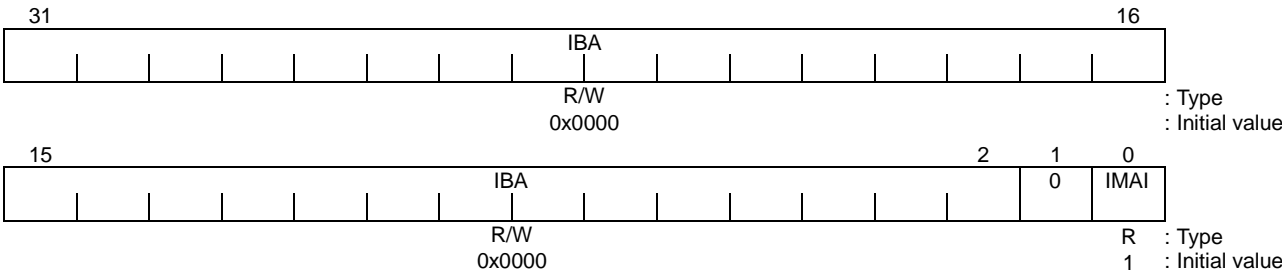 31 16
IBA
R/W : Type
0x0000 : Initial value
15 2 1 0
IBA 0 IMAI
R/W R : Type
0x0000 1 : Initial value